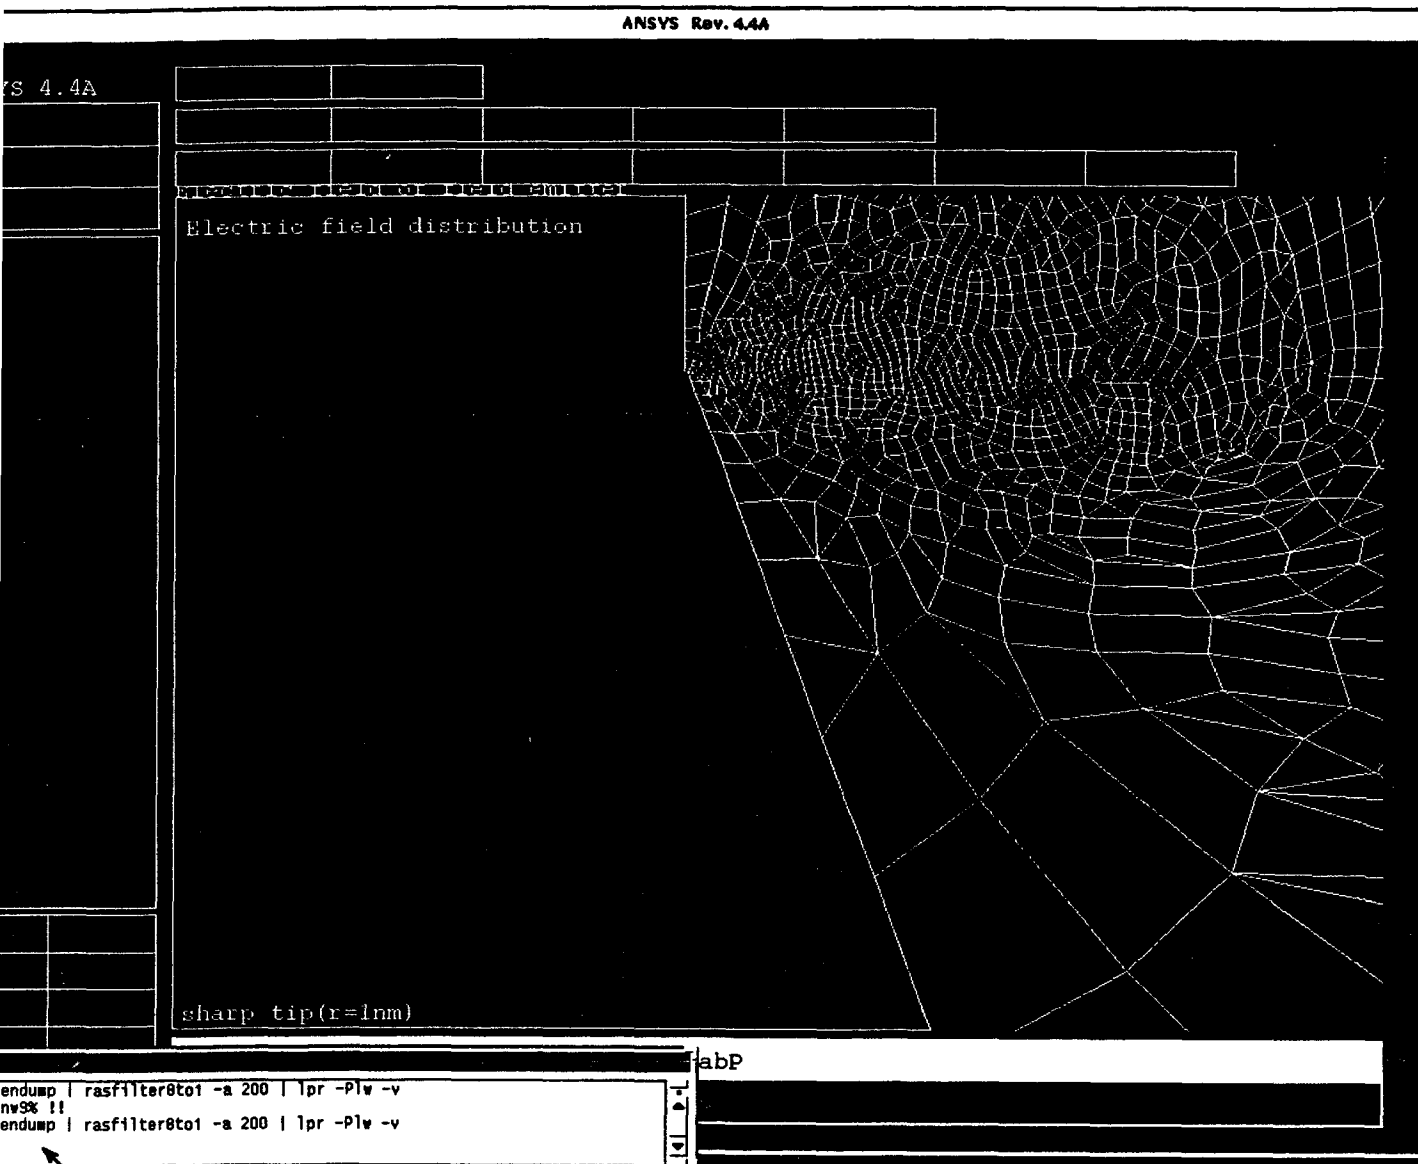 ANSYS Rev. 4.4A
YS 4.4A
Electric field distribution
sharp tip(r=1nm)
abP
endump | rasfilter8to1 -a 200 | lpr -Plw -v
nw9% !!
endump | rasfilter8to1 -a 200 | lpr -Plw -v